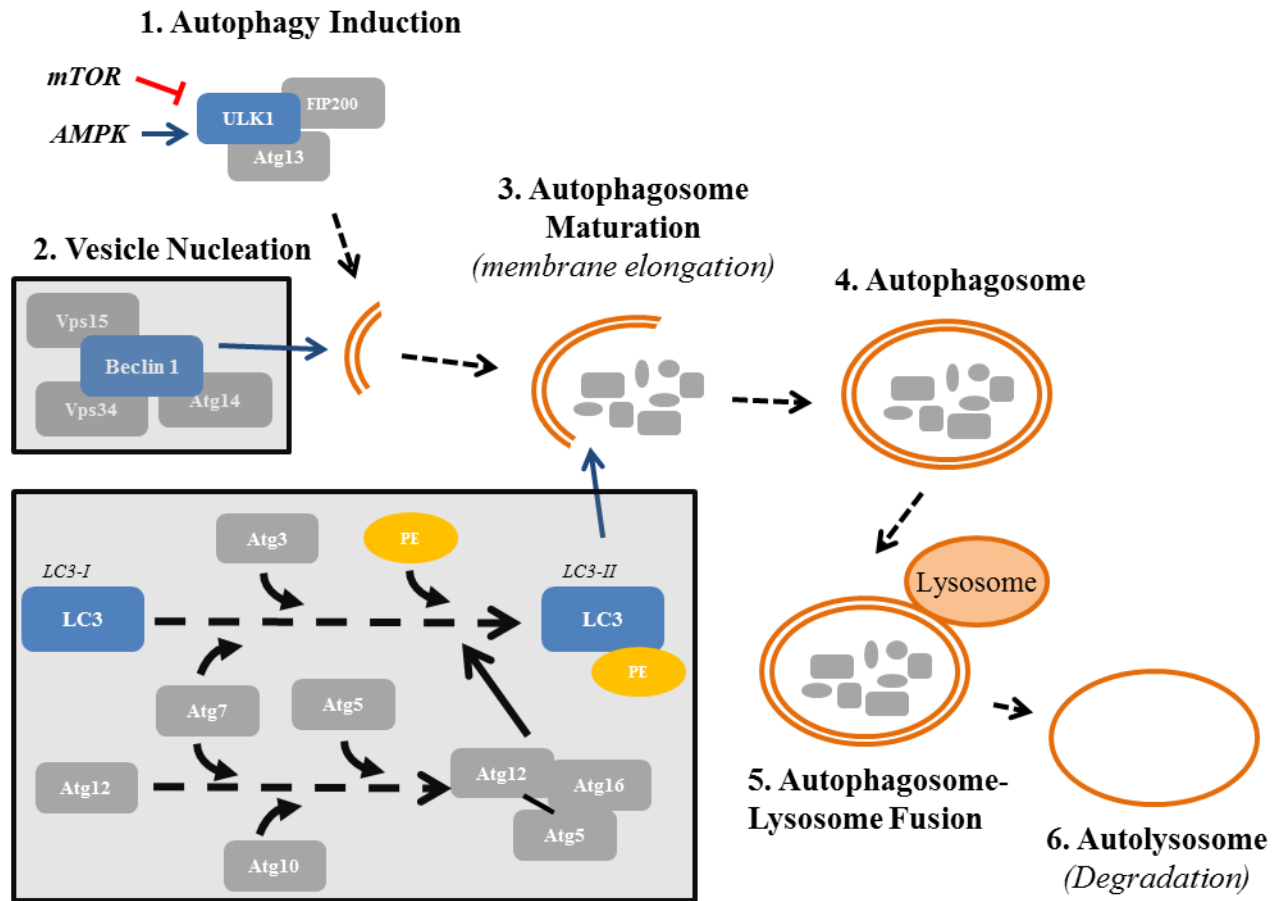 1. Autophagy Induction
mTOR
AMPK
ULK1
FIP200
Atg13
2. Vesicle Nucleation
Vps15
Beclin 1
Vps34
Atg14
3. Autophagosome
Maturation
(membrane elongation)
4. Autophagosome
LC3-I
LC3
Atg3
PE
LC3-II
LC3
PE
Atg7
Atg5
Atg12
Atg10
Atg12
Atg16
Atg5
Lysosome
5. Autophagosome-
Lysosome Fusion
6. Autolysosome
(Degradation)